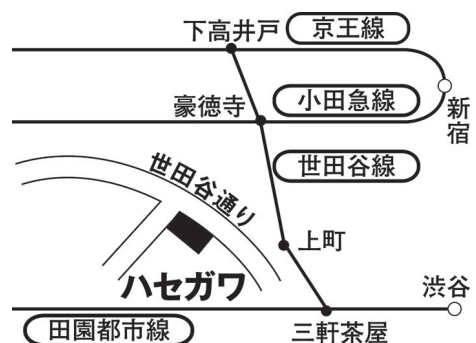 下高井戸
京王線
新宿
豪徳寺
小田急線
世田谷線
世田谷通り
上町
ハセガワ
渋谷
田園都市線
三軒茶屋